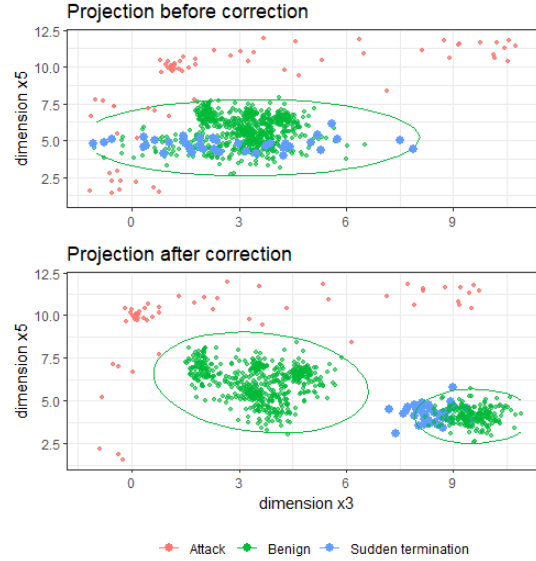 Projection before correction
12.5
10.0
7.5
5.0
2.5
dimension x5
0 3 6 9
Projection after correction
12.5
10.0
7.5
5.0
2.5
dimension x5
0 3 6 9
dimension x3
Attack Benign Sudden termination